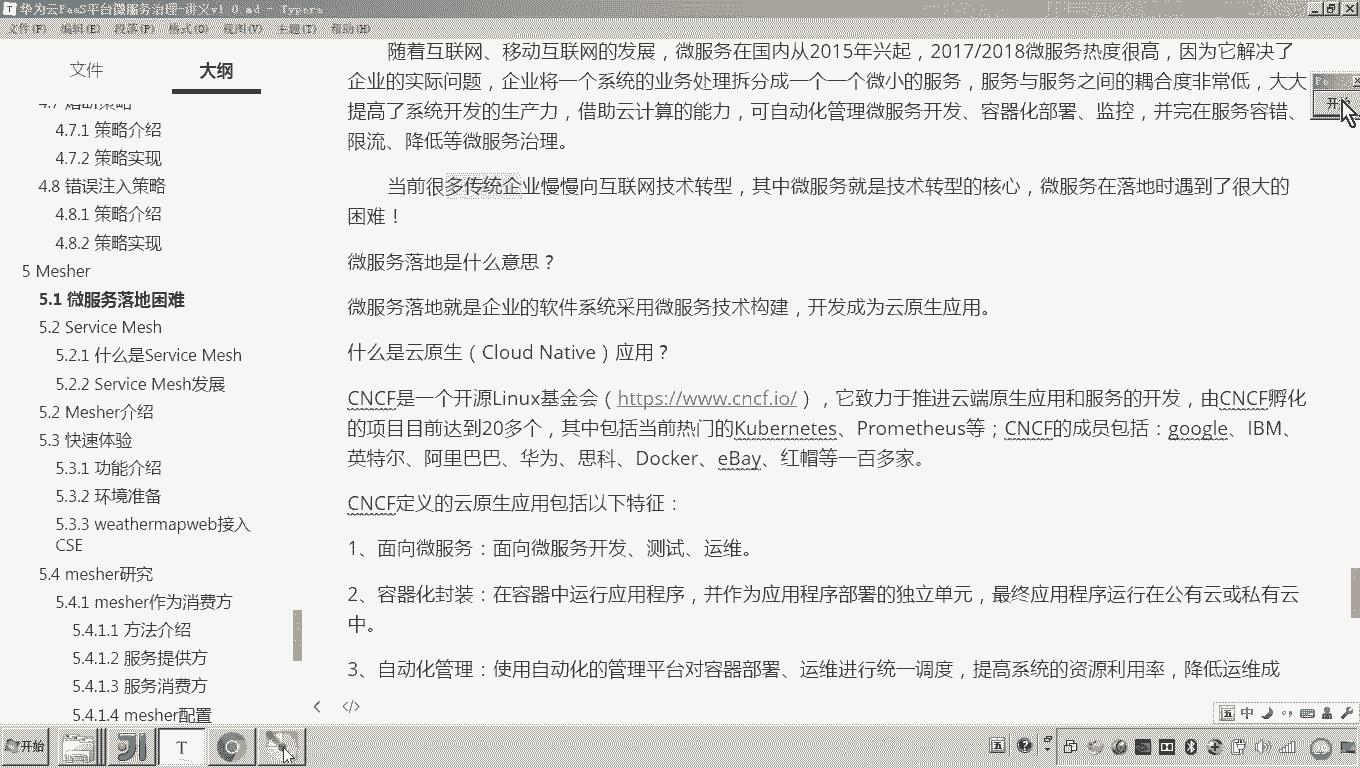 华为云PaaS平台微服务治理-讲义v1.0.md - Typora
文件(F) 编辑(E) 段落(P) 格式(O) 视图(V) 主题(T) 帮助(H)
文件 大纲
4.7 熔断策略
4.7.1 策略介绍
4.7.2 策略实现
4.8 错误注入策略
4.8.1 策略介绍
4.8.2 策略实现
5 Mesher
5.1 微服务落地困难
5.2 Service Mesh
5.2.1 什么是Service Mesh
5.2.2 Service Mesh发展
5.2 Mesher介绍
5.3 快速体验
5.3.1 功能介绍
5.3.2 环境准备
5.3.3 weathermapweb接入
CSE
5.4 mesher研究
5.4.1 mesher作为消费方
5.4.1.1 方法介绍
5.4.1.2 服务提供方
5.4.1.3 服务消费方
5.4.1.4 mesher配置
随着互联网、移动互联网的发展，微服务在国内从2015年兴起，2017/2018微服务热度很高，因为它解决了
企业的实际问题，企业将一个系统的业务处理拆分成一个一个微小的服务，服务与服务之间的耦合度非常低，大大
提高了系统开发的生产力，借助云计算的能力，可自动化管理微服务开发、容器化部署、监控，并完在服务容错、
限流、降低等微服务治理。
当前很多传统企业慢慢向互联网技术转型，其中微服务就是技术转型的核心，微服务在落地时遇到了很大的
困难！
微服务落地是什么意思？
微服务落地就是企业的软件系统采用微服务技术构建，开发成为云原生应用。
什么是云原生（Cloud Native）应用？
CNCF是一个开源Linux基金会（https://www.cncf.io/），它致力于推进云端原生应用和服务的开发，由CNCF孵化
的项目目前达到20多个，其中包括当前热门的Kubernetes、Prometheus等；CNCF的成员包括：google、IBM、
英特尔、阿里巴巴、华为、思科、Docker、eBay、红帽等一百多家。
CNCF定义的云原生应用包括以下特征：
1、面向微服务：面向微服务开发、测试、运维。
2、容器化封装：在容器中运行应用程序，并作为应用程序部署的独立单元，最终应用程序运行在公有云或私有云
中。
3、自动化管理：使用自动化的管理平台对容器部署、运维进行统一调度，提高系统的资源利用率，降低运维成
开
五 中
开始
五